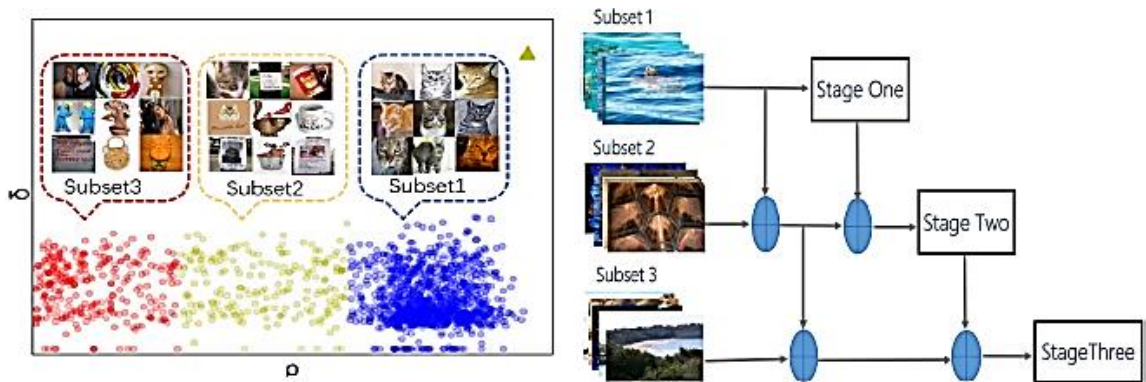 Subset3
Subset2
Subset1
δ
ρ
Subset 1
Stage One
Subset 2
Stage Two
Subset 3
StageThree